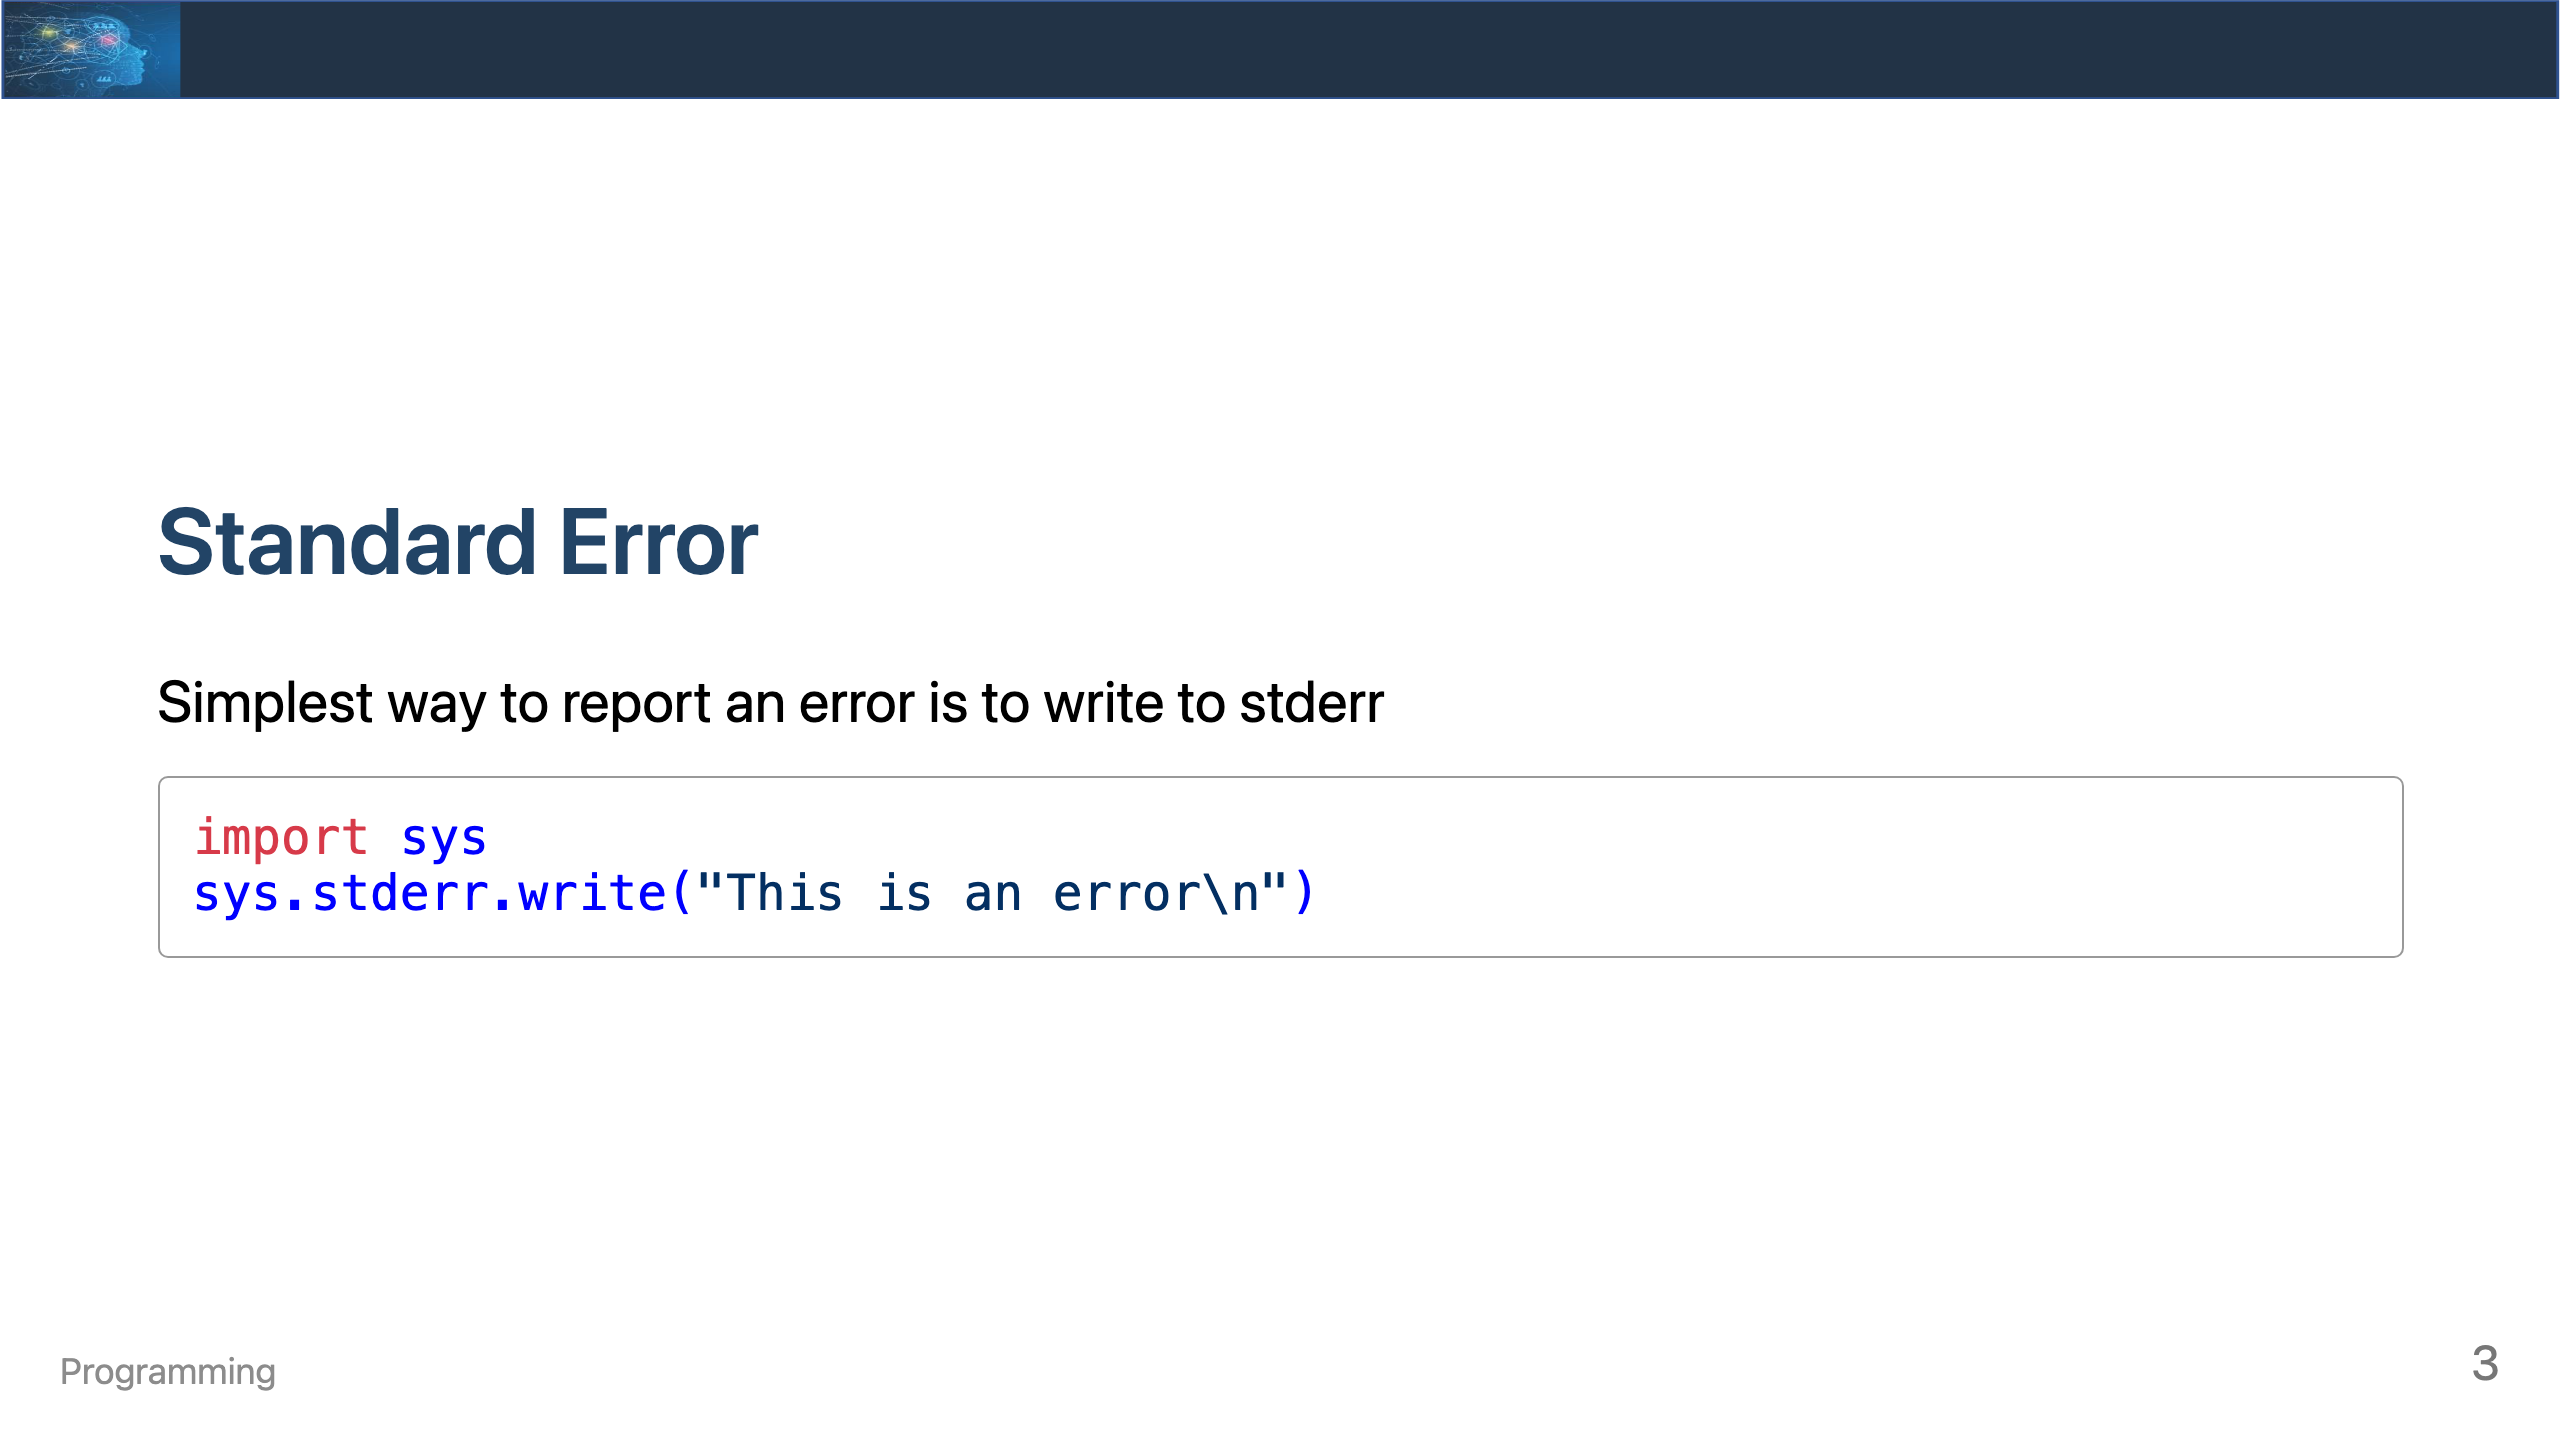 Standard Error
Simplest way to report an error is to write to stderr
import sys
sys.stderr.write("This is an error\n")
Programming
3